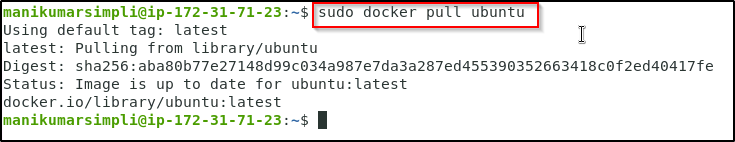 manikumarsimpli@ip-172-31-71-23:~$ sudo docker pull ubuntu
Using default tag: latest
latest: Pulling from library/ubuntu
Digest: sha256:aba80b77e27148d99c034a987e7da3a287ed455390352663418c0f2ed40417fe
Status: Image is up to date for ubuntu:latest
docker.io/library/ubuntu:latest
manikumarsimpli@ip-172-31-71-23:~$